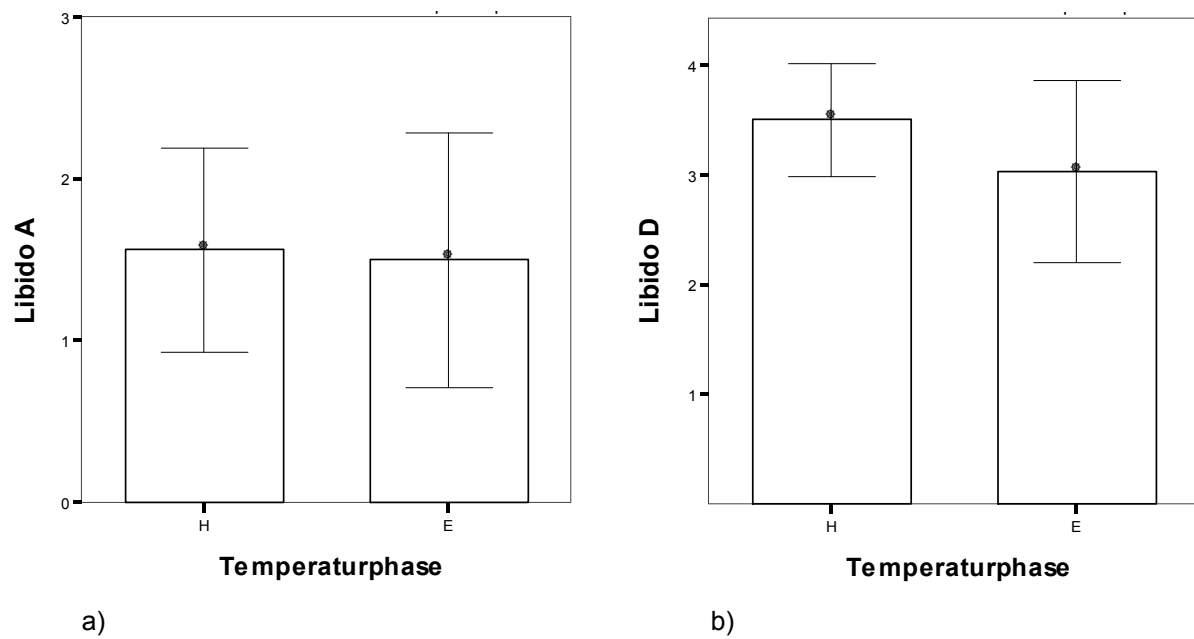 3
2
1
0
Libido A
H
E
Temperaturphase
a)
4
3
2
1
Libido D
H
E
Temperaturphase
b)